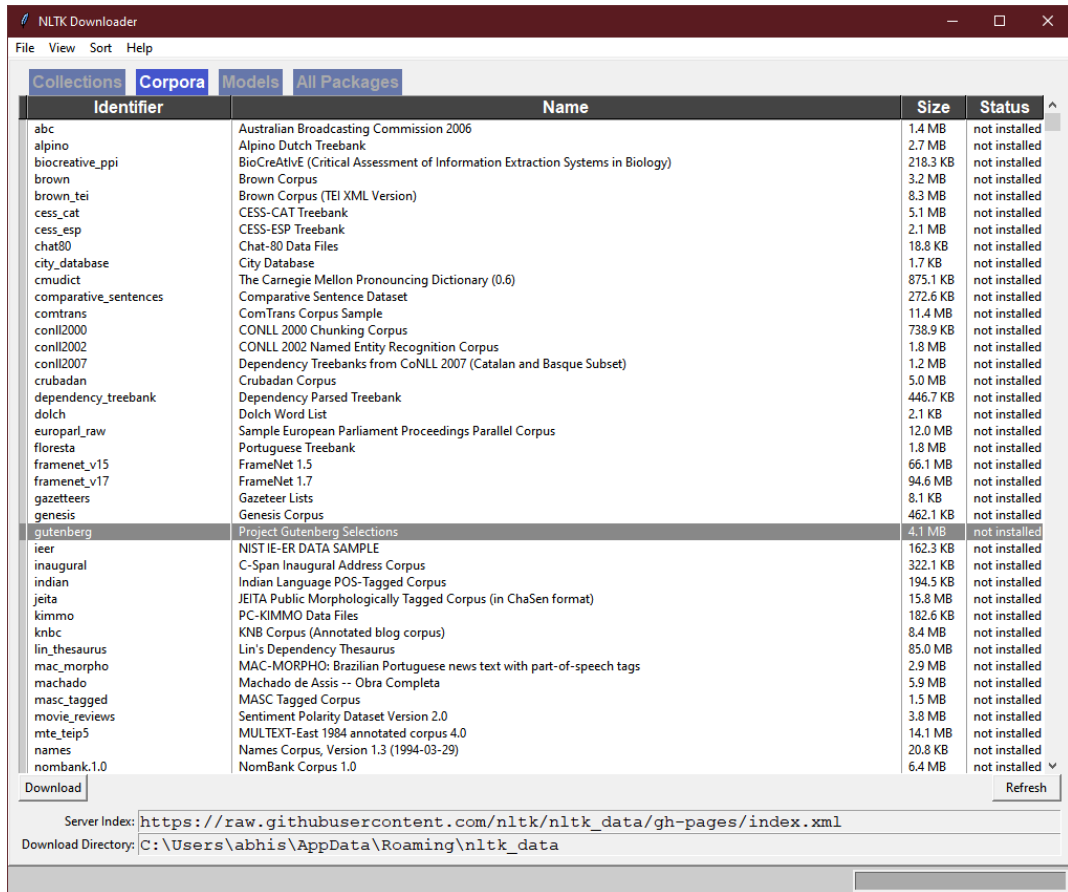 NLTK Downloader
File View Sort Help
Collections Corpora Models All Packages
Identifier Name Size Status
abc Australian Broadcasting Commission 2006 1.4 MB not installed
alpino Alpino Dutch Treebank 2.7 MB not installed
biocreative_ppi BioCreAtIvE (Critical Assessment of Information Extraction Systems in Biology) 218.3 KB not installed
brown Brown Corpus 3.2 MB not installed
brown_tei Brown Corpus (TEI XML Version) 8.3 MB not installed
cess_cat CESS-CAT Treebank 5.1 MB not installed
cess_esp CESS-ESP Treebank 2.1 MB not installed
chat80 Chat-80 Data Files 18.8 KB not installed
city_database City Database 1.7 KB not installed
cmudict The Carnegie Mellon Pronouncing Dictionary (0.6) 875.1 KB not installed
comparative_sentences Comparative Sentence Dataset 272.6 KB not installed
comtrans ComTrans Corpus Sample 11.4 MB not installed
conll2000 CONLL 2000 Chunking Corpus 738.9 KB not installed
conll2002 CONLL 2002 Named Entity Recognition Corpus 1.8 MB not installed
conll2007 Dependency Treebanks from CoNLL 2007 (Catalan and Basque Subset) 1.2 MB not installed
crubadan Crubadan Corpus 5.0 MB not installed
dependency_treebank Dependency Parsed Treebank 446.7 KB not installed
dolch Dolch Word List 2.1 KB not installed
europarl_raw Sample European Parliament Proceedings Parallel Corpus 12.0 MB not installed
floresta Portuguese Treebank 1.8 MB not installed
framenet_v15 FrameNet 1.5 66.1 MB not installed
framenet_v17 FrameNet 1.7 94.6 MB not installed
gazetteers Gazeteer Lists 8.1 KB not installed
genesis Genesis Corpus 462.1 KB not installed
gutenberg Project Gutenberg Selections 4.1 MB not installed
ieer NIST IE-ER DATA SAMPLE 162.3 KB not installed
inaugural C-Span Inaugural Address Corpus 322.1 KB not installed
indian Indian Language POS-Tagged Corpus 194.5 KB not installed
jeita JEITA Public Morphologically Tagged Corpus (in ChaSen format) 15.8 MB not installed
kimmo PC-KIMMO Data Files 182.6 KB not installed
knbc KNB Corpus (Annotated blog corpus) 8.4 MB not installed
lin_thesaurus Lin's Dependency Thesaurus 85.0 MB not installed
mac_morpho MAC-MORPHO: Brazilian Portuguese news text with part-of-speech tags 2.9 MB not installed
machado Machado de Assis -- Obra Completa 5.9 MB not installed
masc_tagged MASC Tagged Corpus 1.5 MB not installed
movie_reviews Sentiment Polarity Dataset Version 2.0 3.8 MB not installed
mte_teip5 MULTEXT-East 1984 annotated corpus 4.0 14.1 MB not installed
names Names Corpus, Version 1.3 (1994-03-29) 20.8 KB not installed
nombank.1.0 NomBank Corpus 1.0 6.4 MB not installed
Download Refresh
Server Index: https://raw.githubusercontent.com/nltk/nltk_data/gh-pages/index.xml
Download Directory: C:\Users\abhis\AppData\Roaming\nltk_data